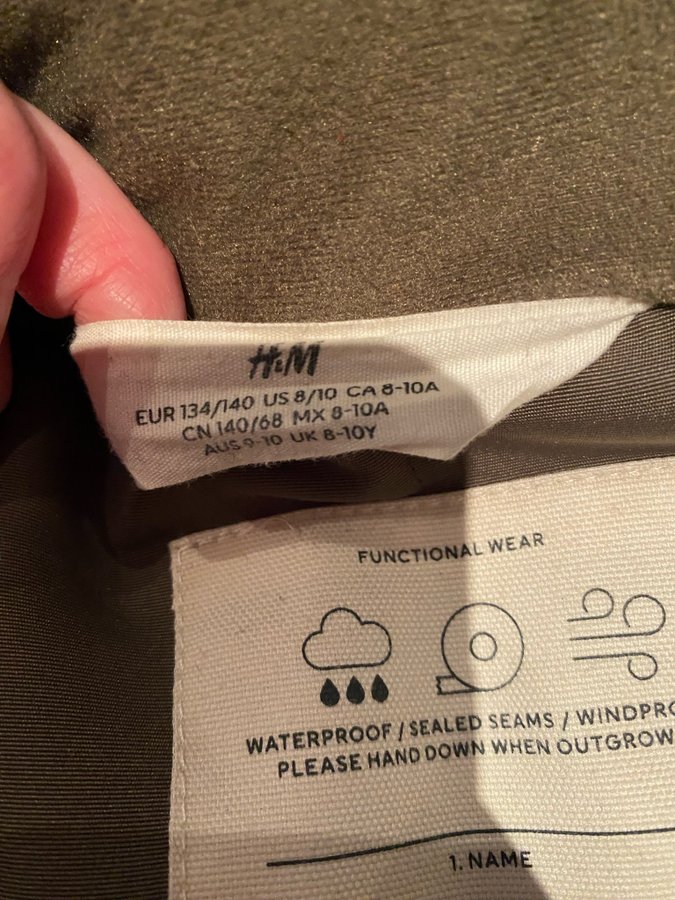 H&M
EUR 134/140 US 8/10 CA 8-10A
CN 140/68 MX 8-10A
AUS 9-10 UK 8-10Y
FUNCTIONAL WEAR
WATERPROOF / SEALED SEAMS / WINDPRO
PLEASE HAND DOWN WHEN OUTGROW
1. NAME